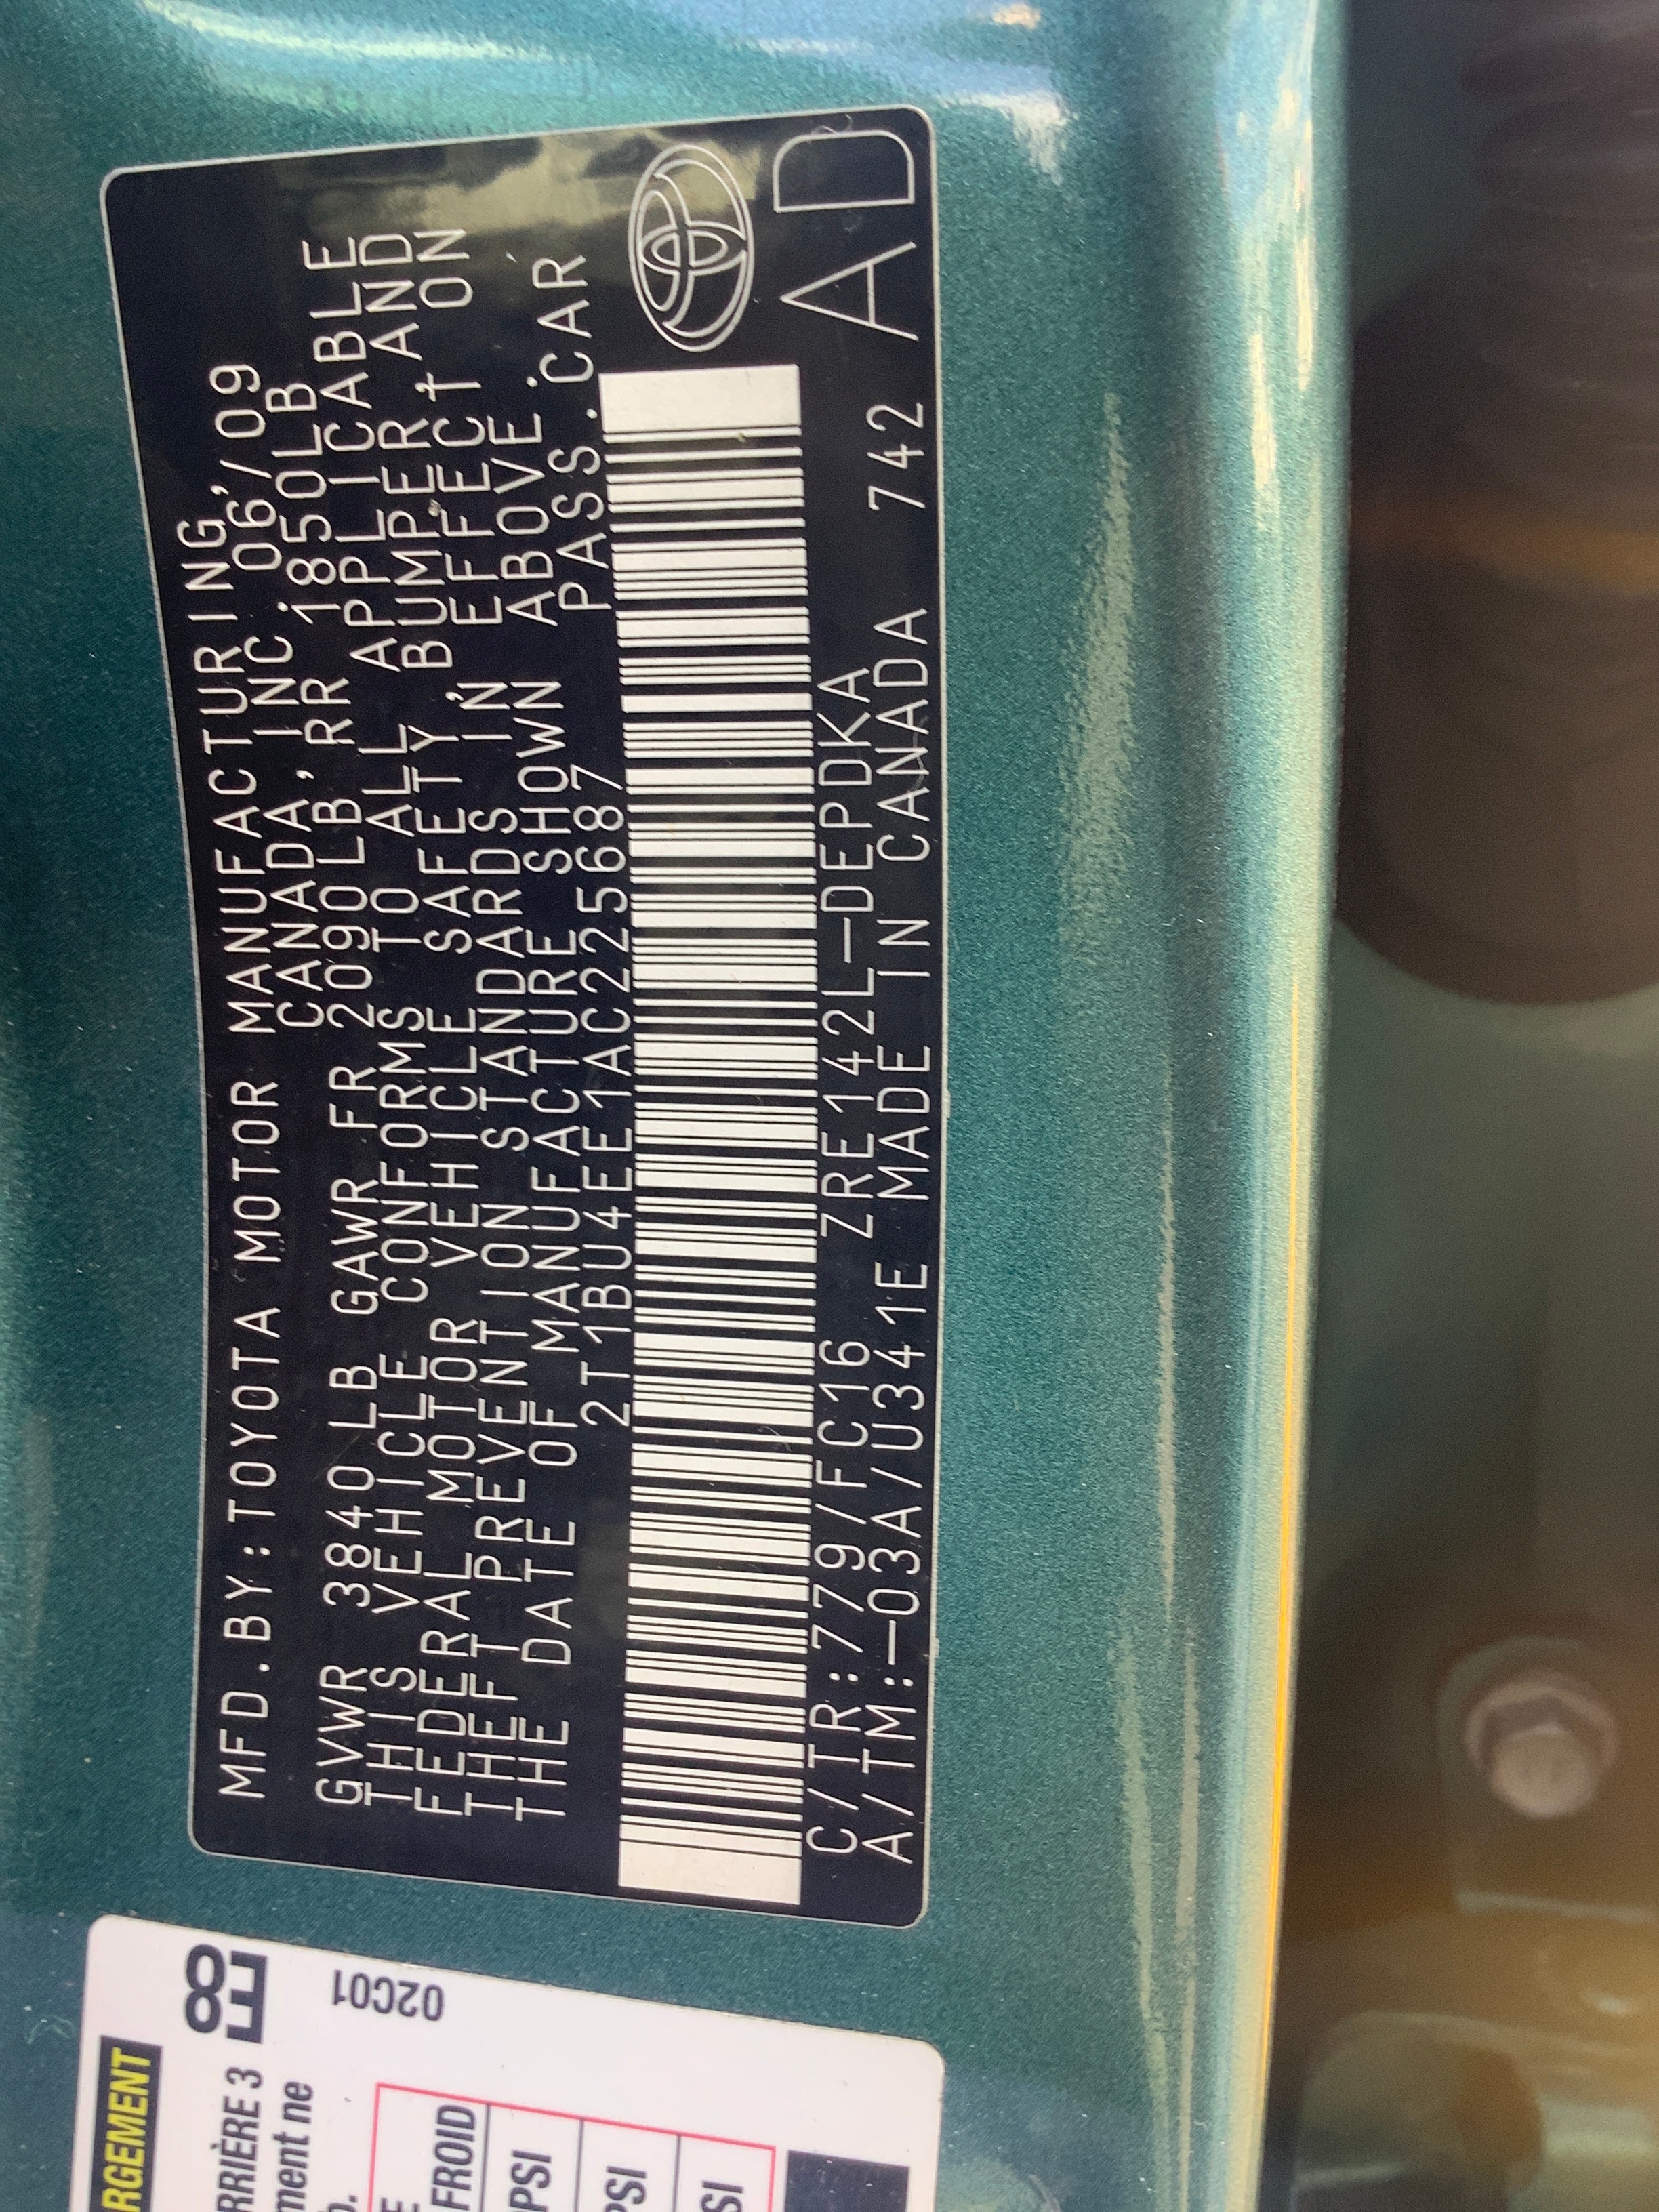 MFD.BY:TOYOTA MOTOR MANUFACTURING,
CANADA, INC. 06/09
GVWR 3840LB GAWR FR 2090LB, RR 1850LB
THIS VEHICLE CONFORMS TO ALL APPLICABLE
FEDERAL MOTOR VEHICLE SAFETY, BUMPER, AND
THEFT PREVENTION STANDARDS IN EFFECT ON
THE DATE OF MANUFACTURE SHOWN ABOVE.
2T1BU4EE1AC225687 PASS.CAR
C/TR:779/FC16 ZRE142L-DEPDKA
A/TM:-03A/U341E MADE IN CANADA 742 AD
RGEMENT
RRIÈRE 3
ment ne
FROID
PSI
PSI
SI
02C01